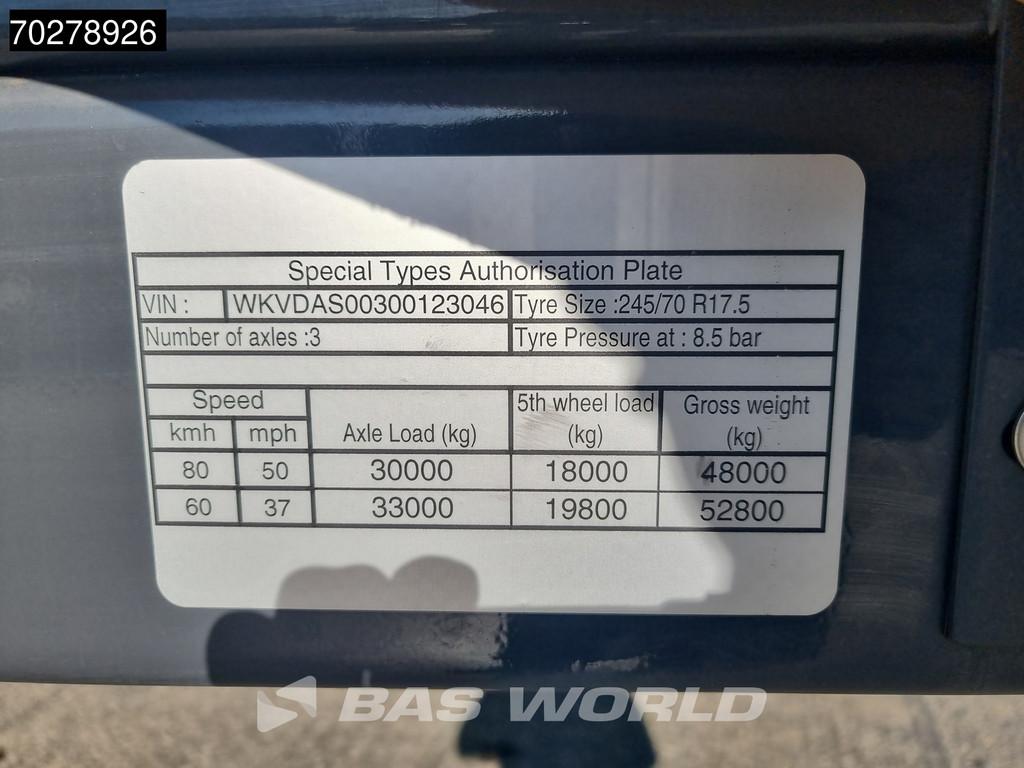 70278926
Special Types Authorisation Plate
VIN : WKVDAS00300123046 Tyre Size :245/70 R17.5
Number of axles :3 Tyre Pressure at : 8.5 bar
Speed Axle Load (kg) 5th wheel load (kg) Gross weight (kg)
kmh mph
80 50 30000 18000 48000
60 37 33000 19800 52800
BAS WORLD